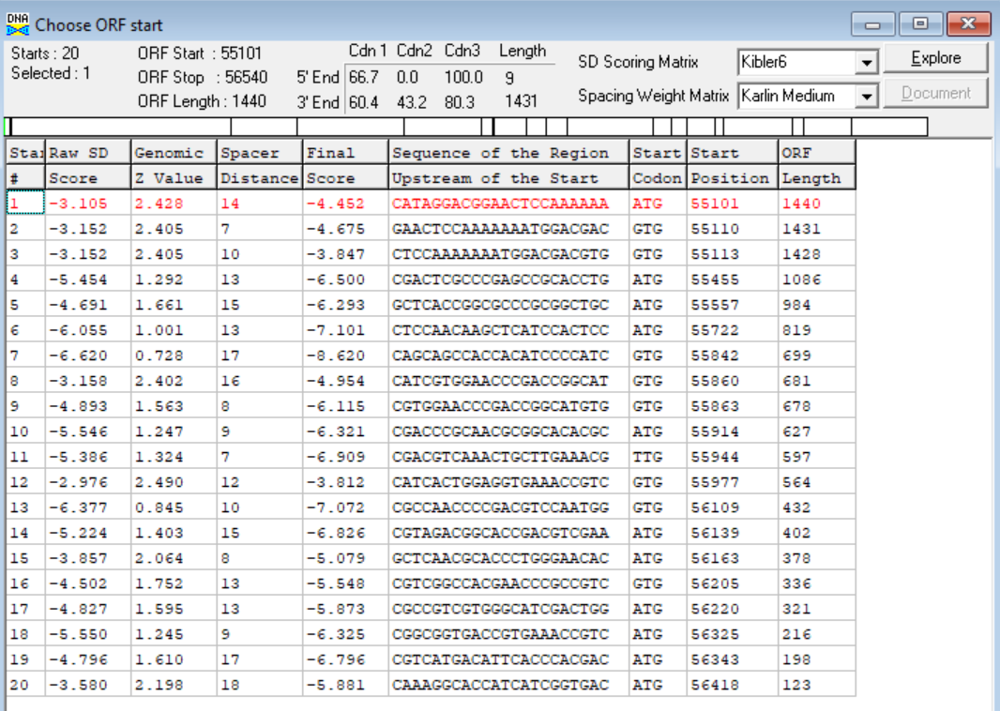 DNA Choose ORF start
Starts : 20 ORF Start : 55101 Cdn 1 Cdn2 Cdn3 Length SD Scoring Matrix Kibler6 Explore
Selected : 1 ORF Stop : 56540 5' End 66.7 0.0 100.0 9
ORF Length : 1440 3' End 60.4 43.2 80.3 1431 Spacing Weight Matrix Karlin Medium Document
Star Raw SD Genomic Spacer Final Sequence of the Region Start Start ORF
# Score Z Value Distance Score Upstream of the Start Codon Position Length
1 -3.105 2.428 14 -4.452 CATAGGACGGAACTCCAAAAAA ATG 55101 1440
2 -3.152 2.405 7 -4.675 GAACTCCAAAAAAATGGACGAC GTG 55110 1431
3 -3.152 2.405 10 -3.847 CTCCAAAAAAATGGACGACGTG GTG 55113 1428
4 -5.454 1.292 13 -6.500 CGACTCGCCCGAGCCGCACCTG ATG 55455 1086
5 -4.691 1.661 15 -6.293 GCTCACCGGCGCCCGCGGCTGC ATG 55557 984
6 -6.055 1.001 13 -7.101 CTCCAACAAGCTCATCCACTCC ATG 55722 819
7 -6.620 0.728 17 -8.620 CAGCAGCCACCACATCCCCATC GTG 55842 699
8 -3.158 2.402 16 -4.954 CATCGTGGAACCCGACCGGCAT GTG 55860 681
9 -4.893 1.563 8 -6.115 CGTGGAACCCGACCGGCATGTG GTG 55863 678
10 -5.546 1.247 9 -6.321 CGACCCGCAACGCGGCACACGC ATG 55914 627
11 -5.386 1.324 7 -6.909 CGACGTCAAACTGCTTGAAACG TTG 55944 597
12 -2.976 2.490 12 -3.812 CATCACTGGAGGTGAAACCGTC GTG 55977 564
13 -6.377 0.845 10 -7.072 CGCCAACCCCGACGTCCAATGG GTG 56109 432
14 -5.224 1.403 15 -6.826 CGTAGACGGCACCGACGTCGAA ATG 56139 402
15 -3.857 2.064 8 -5.079 GCTCAACGCACCCTGGGAACAC ATG 56163 378
16 -4.502 1.752 13 -5.548 CGTCGGCCACGAACCCGCCGTC GTG 56205 336
17 -4.827 1.595 13 -5.873 CGCCGTCGTGGGCATCGACTGG ATG 56220 321
18 -5.550 1.245 9 -6.325 CGGCGGTGACCGTGAAACCGTC ATG 56325 216
19 -4.796 1.610 17 -6.796 CGTCATGACATTCACCCACGAC ATG 56343 198
20 -3.580 2.198 18 -5.881 CAAAGGCACCATCATCGGTGAC ATG 56418 123